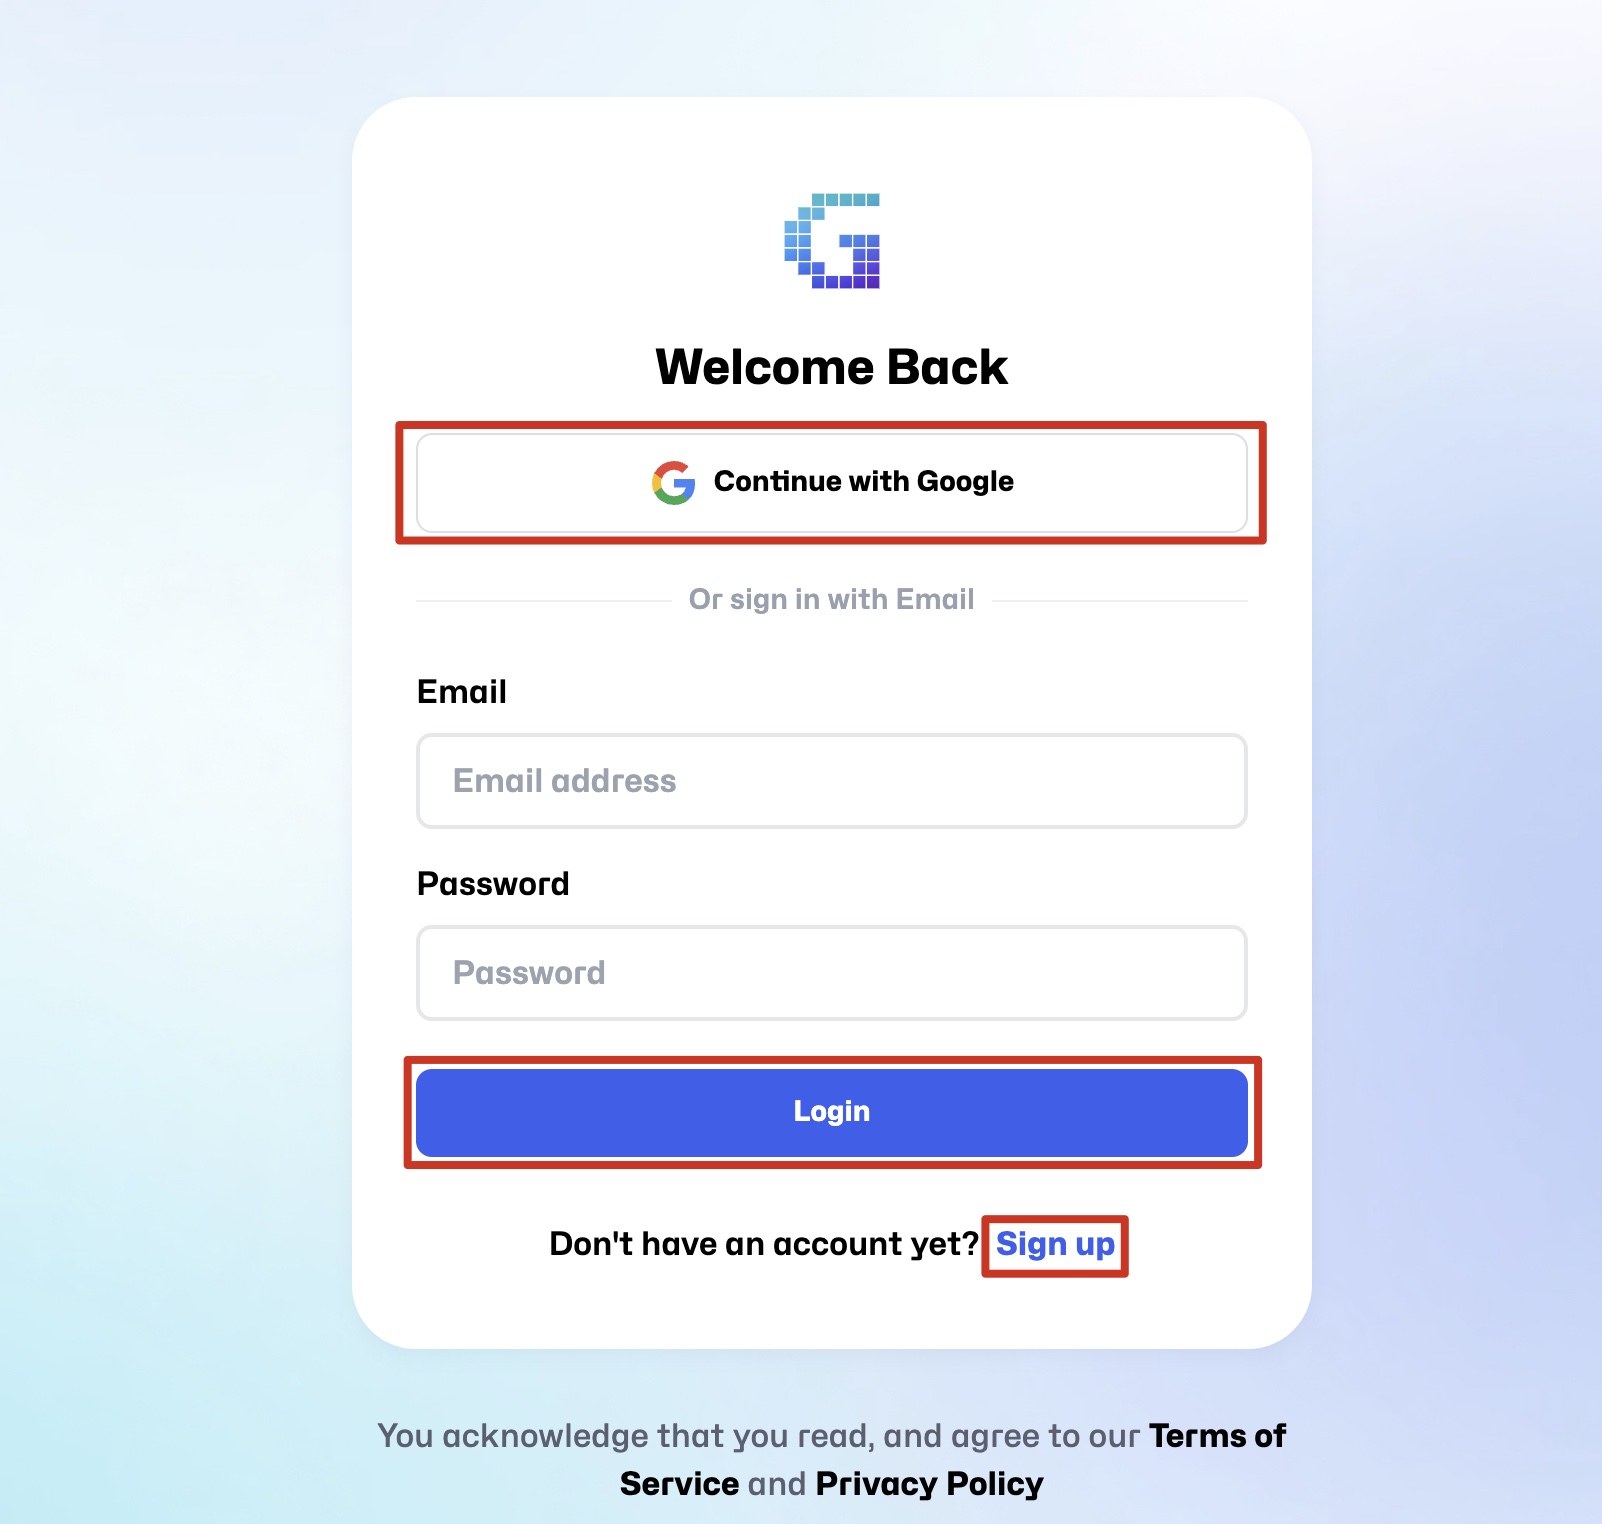 Welcome Back
Continue with Google
Or sign in with Email
Email
Email address
Password
Password
Login
Don't have an account yet? Sign up
You acknowledge that you read, and agree to our Terms of
Service and Privacy Policy